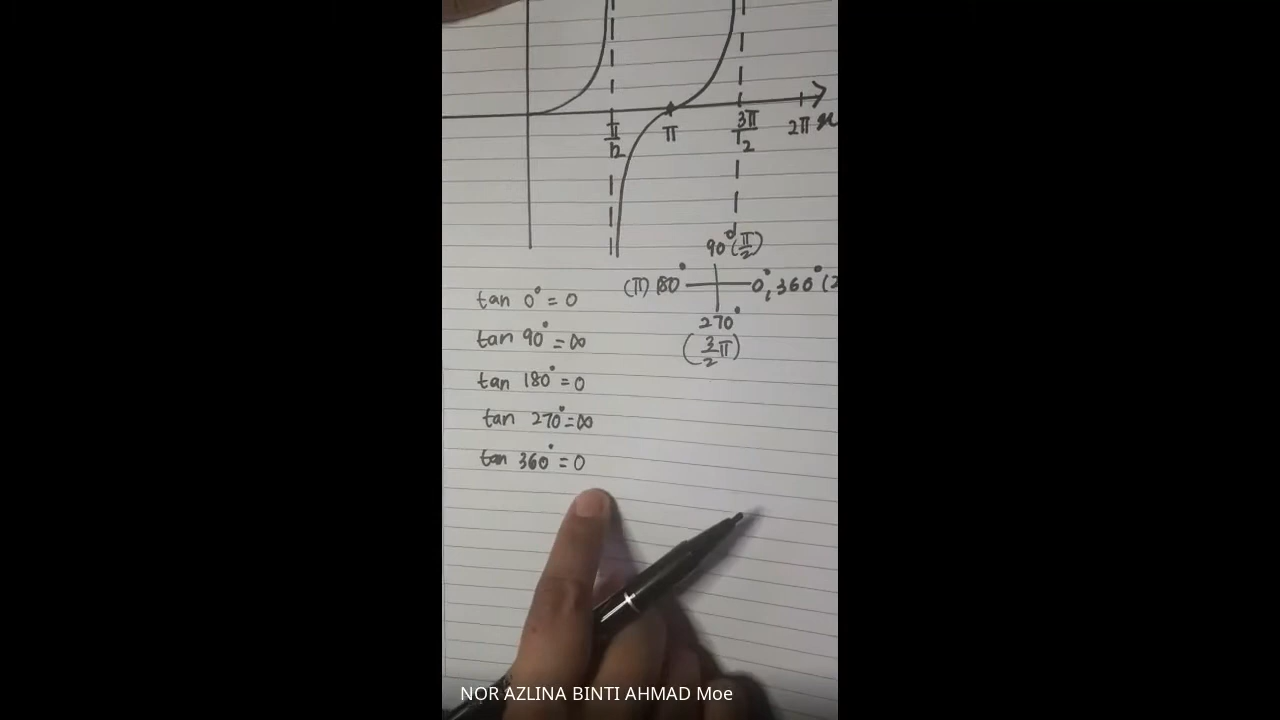 π/2
π
3π/2
2π x
90° (π/2)
(π) 180°
0°, 360° (2
270°
(3/2 π)
tan 0° = 0
tan 90° = ∞
tan 180° = 0
tan 270° = ∞
tan 360° = 0
NOR AZLINA BINTI AHMAD Moe